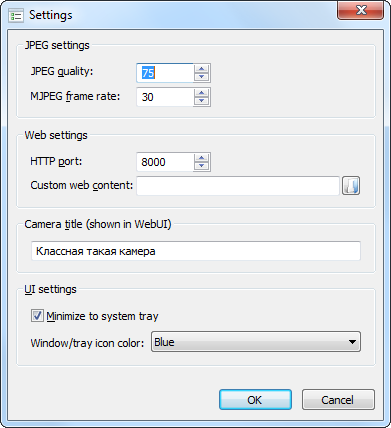 Settings
JPEG settings
JPEG quality: 75
MJPEG frame rate: 30
Web settings
HTTP port: 8000
Custom web content:
Camera title (shown in WebUI)
Классная такая камера
UI settings
Minimize to system tray
Window/tray icon color: Blue
OK Cancel